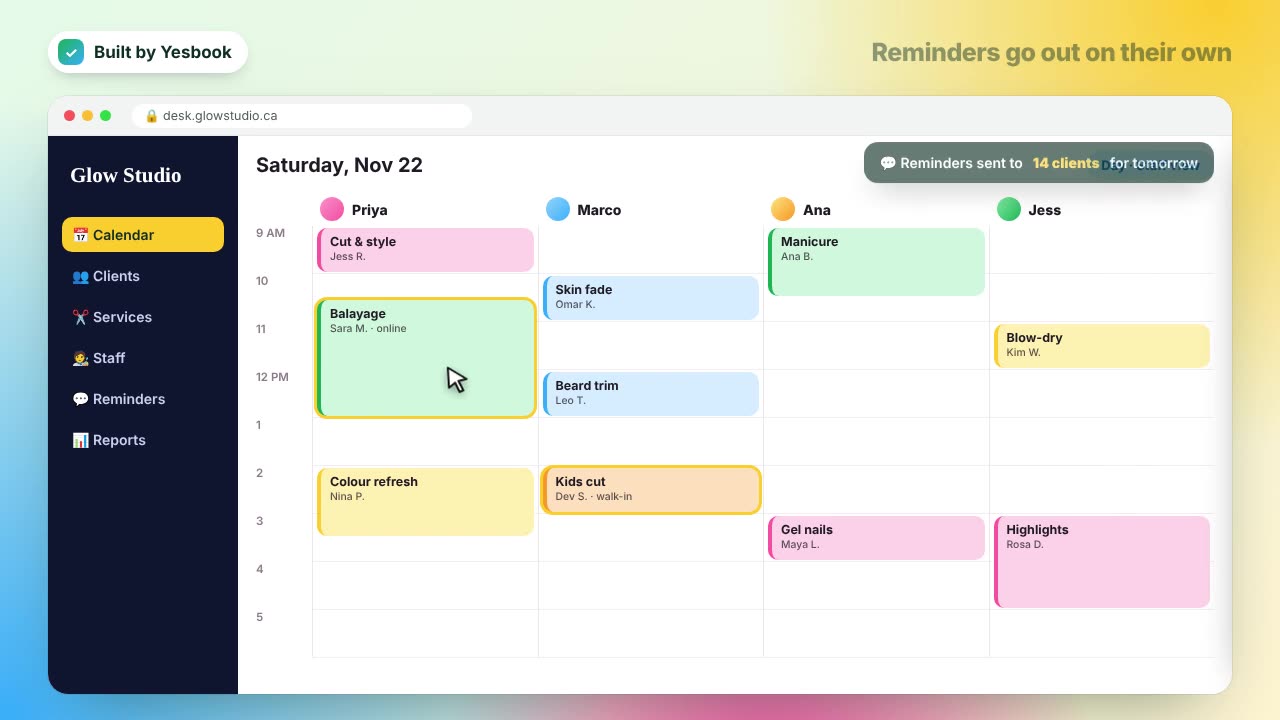 Built by Yesbook
Reminders go out on their own
🔒 desk.glowstudio.ca
Glow Studio
📅 Calendar
👥 Clients
✂️ Services
🧑‍🎨 Staff
💬 Reminders
📊 Reports
Saturday, Nov 22
💬 Reminders sent to 14 clients for tomorrow
Priya
Marco
Ana
Jess
9 AM
10
11
12 PM
1
2
3
4
5
Cut & style
Jess R.
Balayage
Sara M. · online
Colour refresh
Nina P.
Skin fade
Omar K.
Beard trim
Leo T.
Kids cut
Dev S. · walk-in
Manicure
Ana B.
Gel nails
Maya L.
Blow-dry
Kim W.
Highlights
Rosa D.